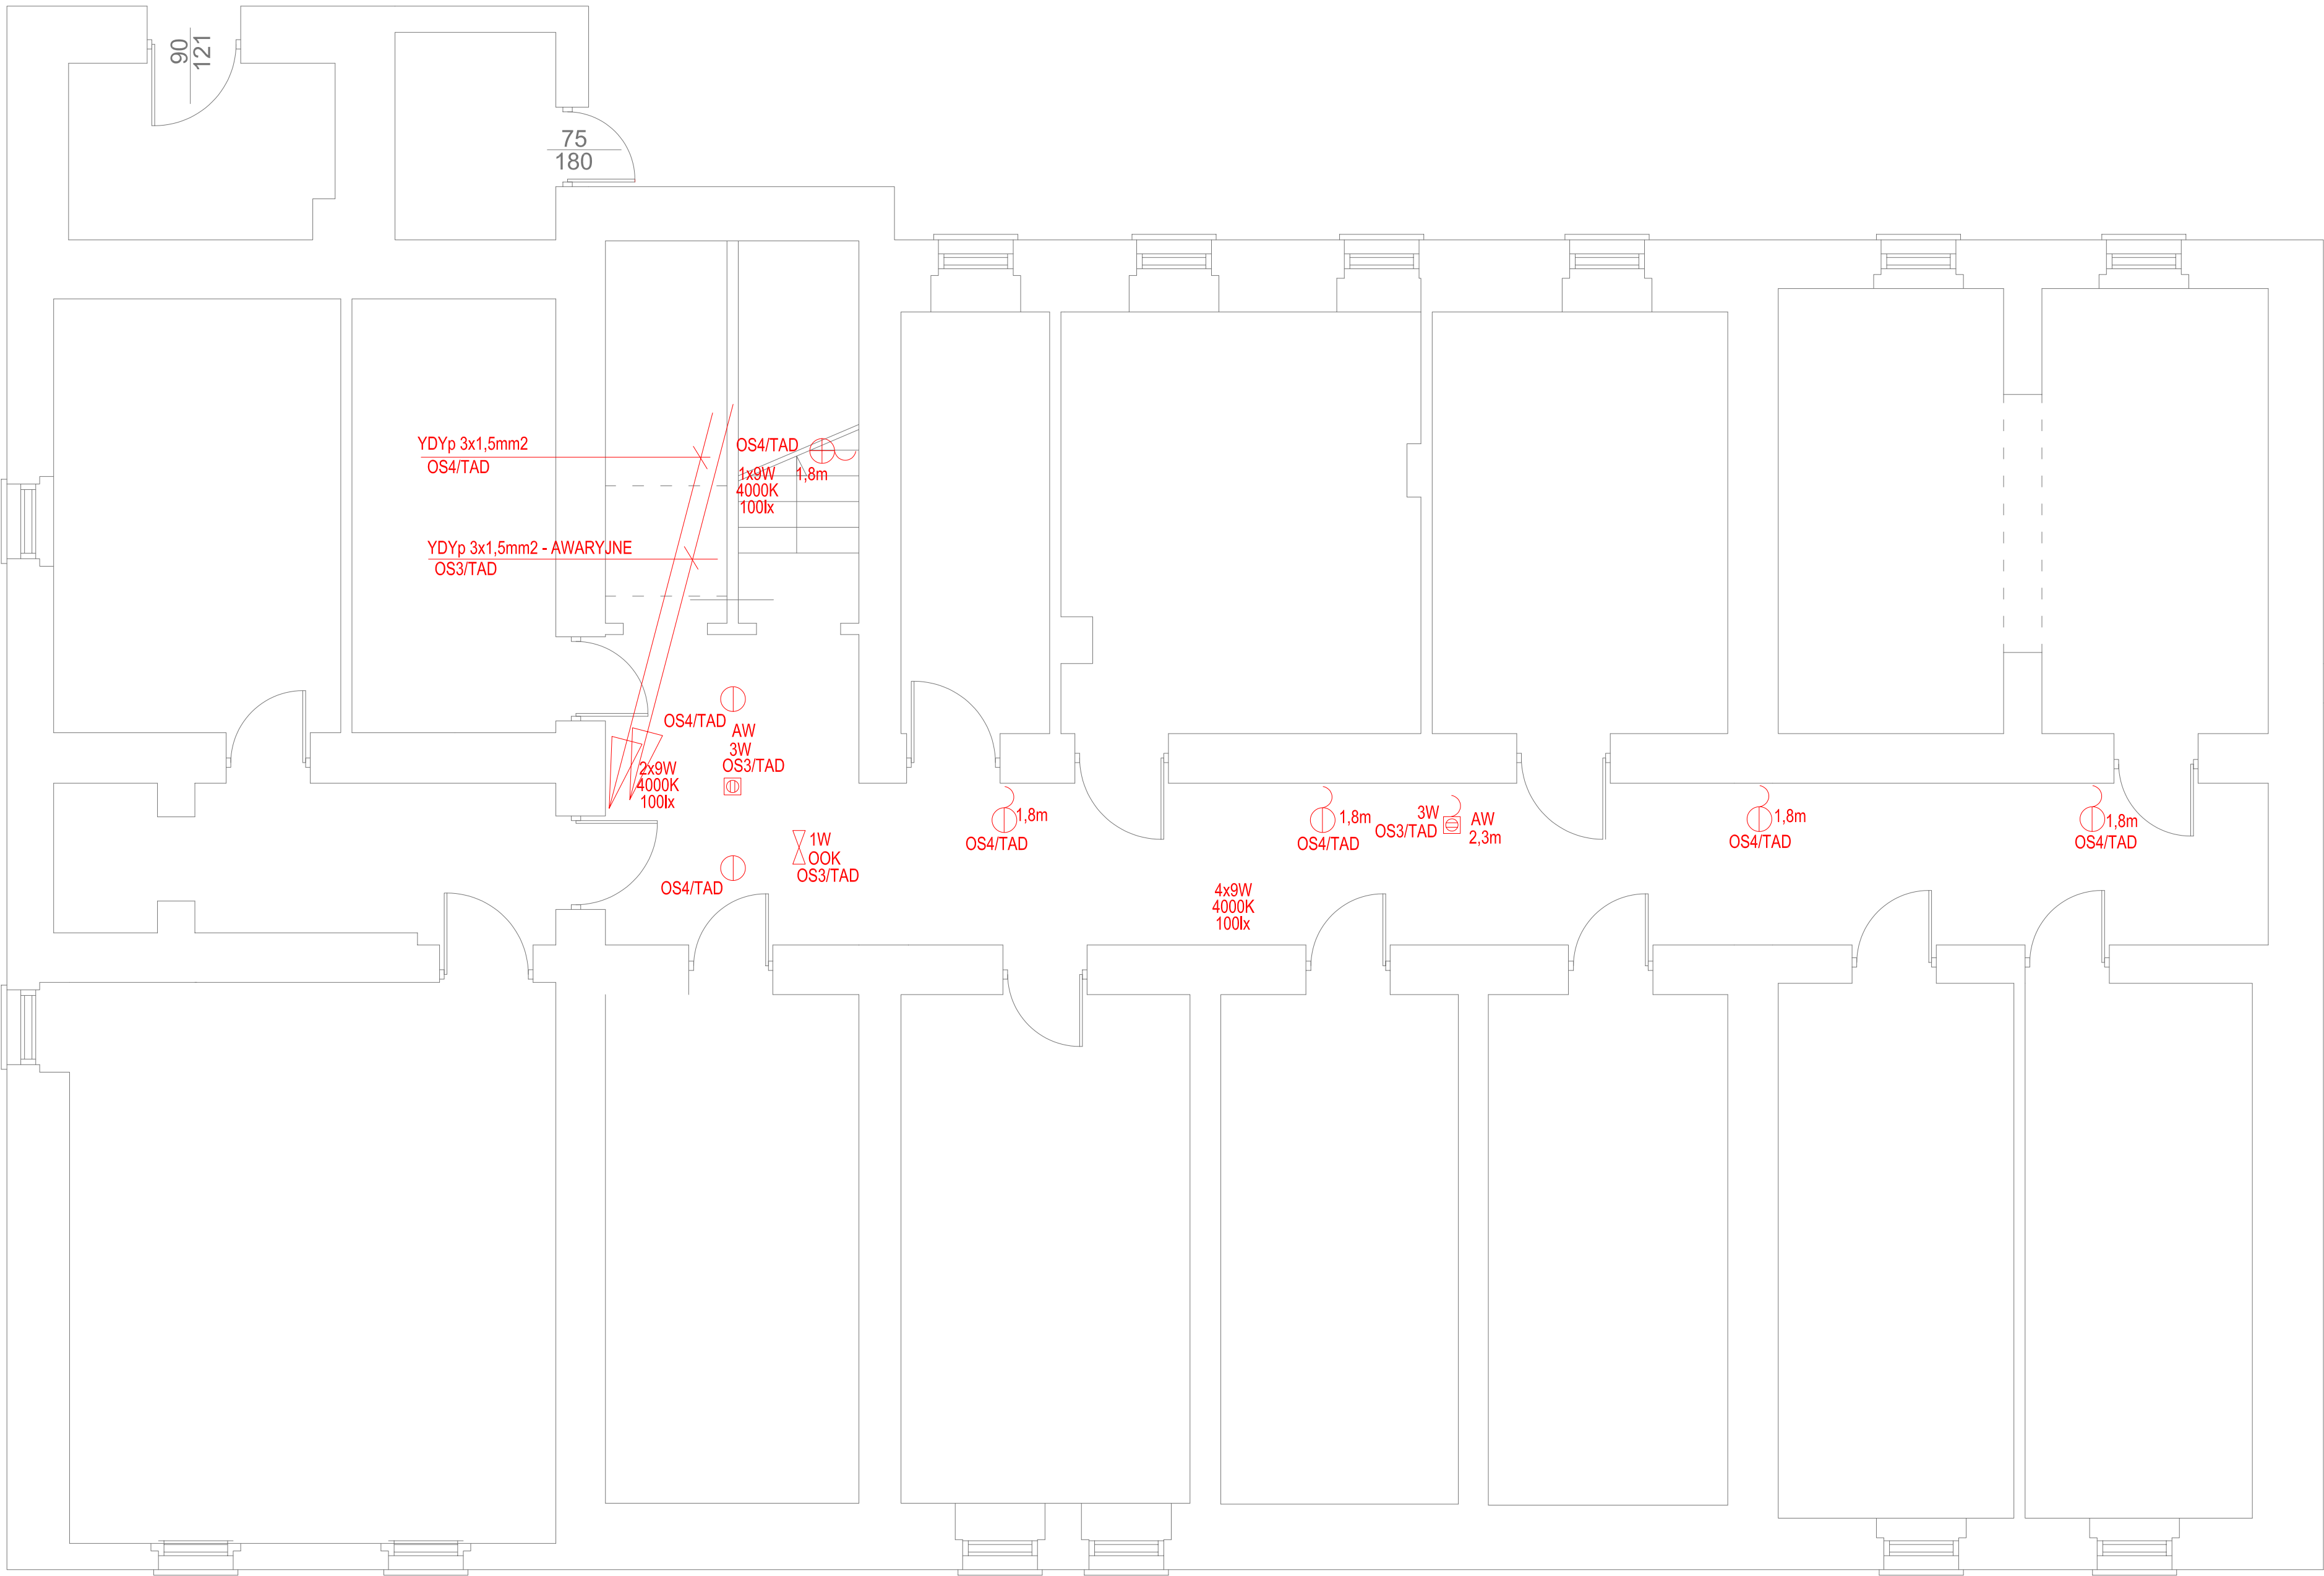 90
121
75
180
YDYp 3x1,5mm2
OS4/TAD
OS4/TAD
1x9W
4000K
100lx
1,8m
YDYp 3x1,5mm2 - AWARYJNE
OS3/TAD
OS4/TAD
AW
3W
OS3/TAD
2x9W
4000K
100lx
1W
OOK
OS3/TAD
OS4/TAD
1,8m
OS4/TAD
1,8m
OS4/TAD
3W
OS3/TAD
AW
2,3m
1,8m
OS4/TAD
1,8m
OS4/TAD
4x9W
4000K
100lx